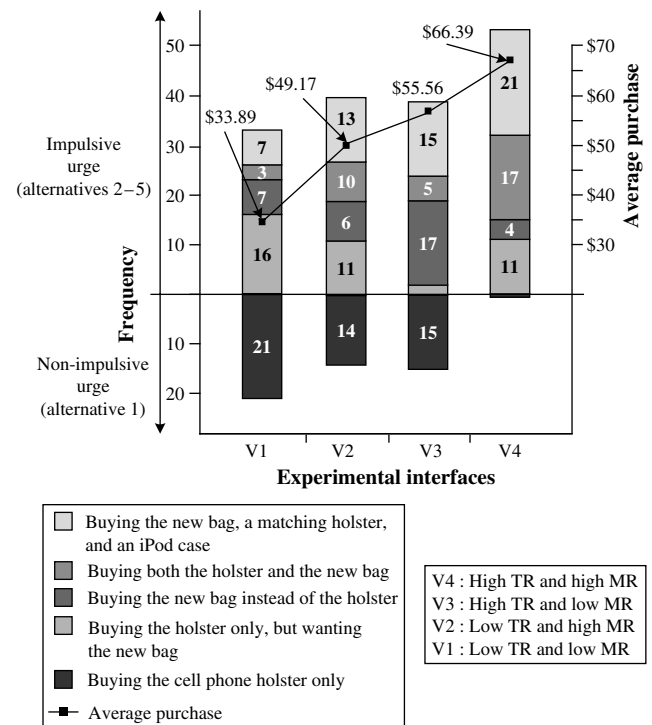 $66.39
50
$70
21
$49.17
$55.56
40
13
$60
$33.89
7
15
Impulsive
urge
(alternatives 2–5)
30
$50
3
10
5
17
20
7
$40
6
17
4
10
16
11
11
$30
Frequency
Average purchase
21
14
15
10
Non-impulsive
urge
(alternative 1)
20
V1
V2
V3
V4
Experimental interfaces
Buying the new bag, a matching holster,
and an iPod case
Buying both the holster and the new bag
Buying the new bag instead of the holster
Buying the holster only, but wanting
the new bag
Buying the cell phone holster only
Average purchase
V4 : High TR and high MR
V3 : High TR and low MR
V2 : Low TR and high MR
V1 : Low TR and low MR